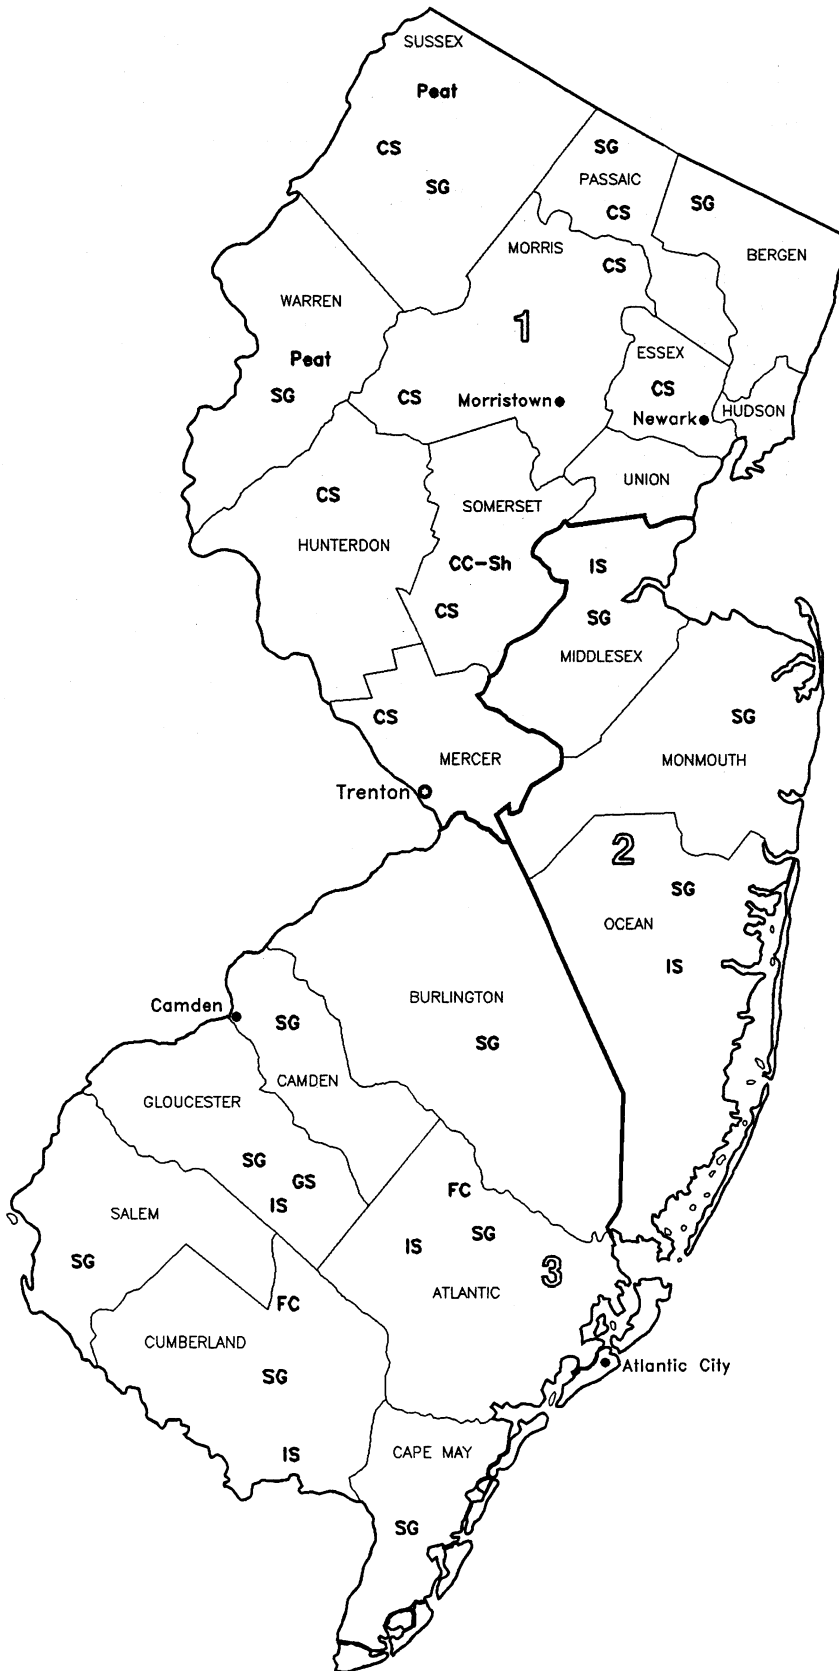 SUSSEX
Peat
CS
SG
SG
PASSAIC
CS
SG
BERGEN
MORRIS
CS
WARREN
1
Peat
SG
ESSEX
CS
CS
Morristown
Newark
HUDSON
UNION
CS
SOMERSET
HUNTERDON
CC-Sh
CS
IS
SG
MIDDLESEX
CS
MERCER
SG
MONMOUTH
Trenton
2
SG
OCEAN
IS
Camden
BURLINGTON
SG
SG
CAMDEN
GLOUCESTER
SG
GS
IS
FC
SALEM
SG
SG
IS
3
ATLANTIC
FC
CUMBERLAND
SG
Atlantic City
IS
CAPE MAY
SG